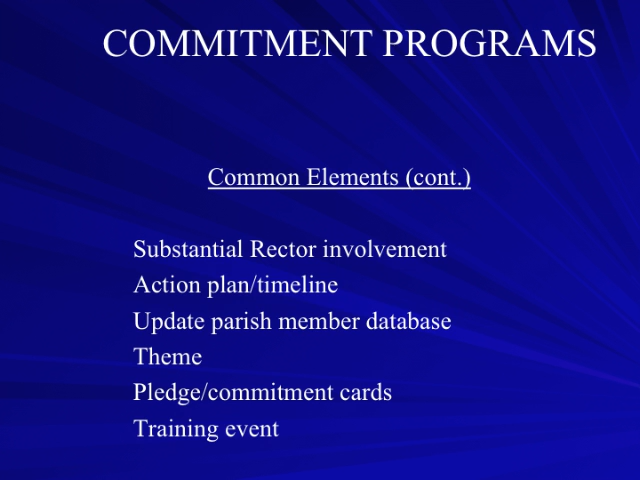 COMMITMENT PROGRAMS
Common Elements (cont.)
Substantial Rector involvement
Action plan/timeline
Update parish member database
Theme
Pledge/commitment cards
Training event